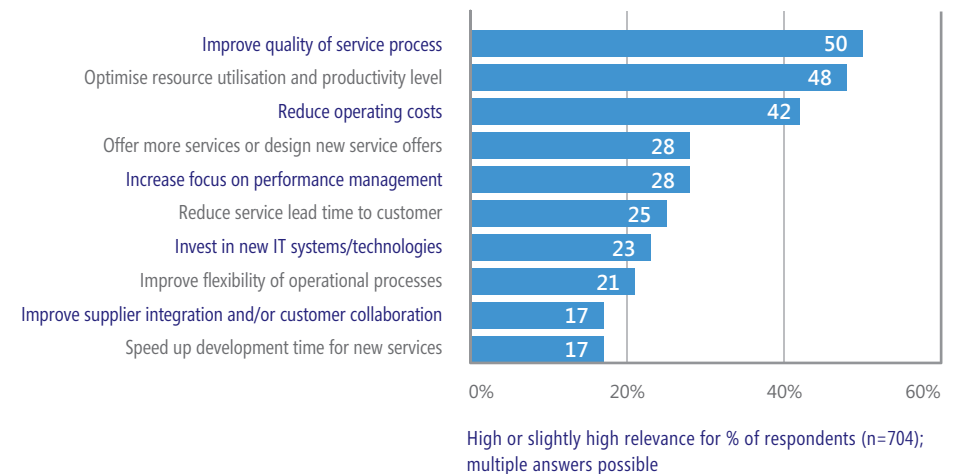 Improve quality of service process 50
Optimise resource utilisation and productivity level 48
Reduce operating costs 42
Offer more services or design new service offers 28
Increase focus on performance management 28
Reduce service lead time to customer 25
Invest in new IT systems/technologies 23
Improve flexibility of operational processes 21
Improve supplier integration and/or customer collaboration 17
Speed up development time for new services 17
0% 20% 40% 60%
High or slightly high relevance for % of respondents (n=704);
multiple answers possible